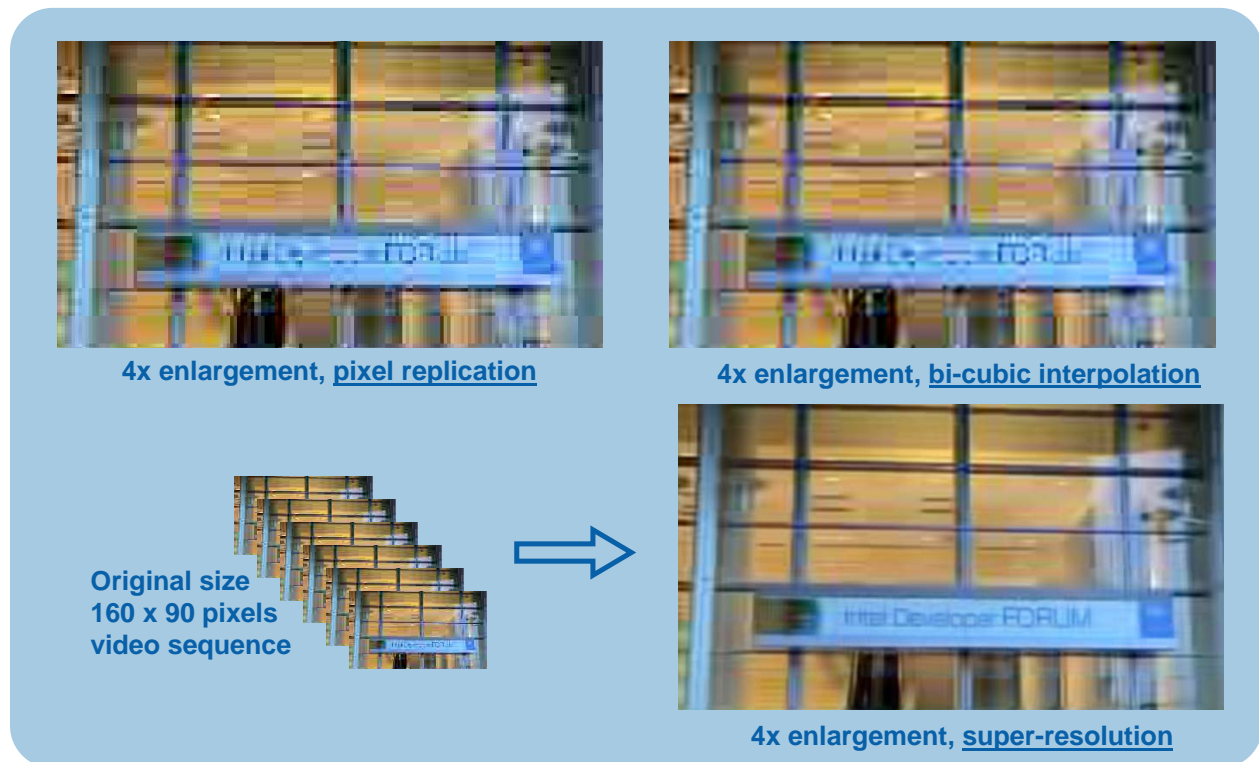 4x enlargement, pixel replication
4x enlargement, bi-cubic interpolation
Original size
160 x 90 pixels
video sequence
Intel Developer FORUM
4x enlargement, super-resolution